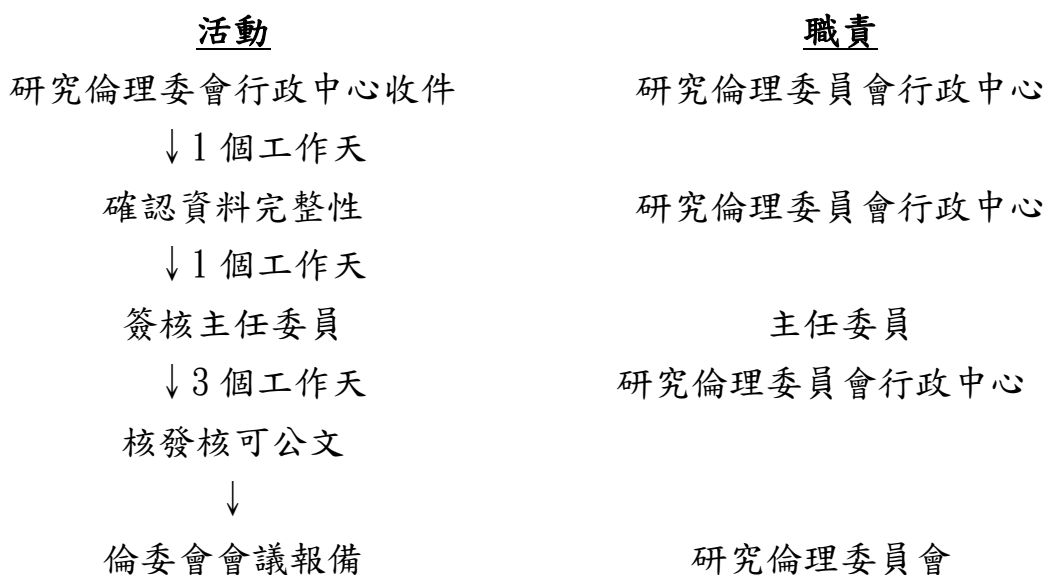 活動 職責
研究倫理委會行政中心收件 研究倫理委員會行政中心
↓1 個工作天
確認資料完整性 研究倫理委員會行政中心
↓1 個工作天
簽核主任委員 主任委員
↓3 個工作天 研究倫理委員會行政中心
核發核可公文
↓
倫委會會議報備 研究倫理委員會